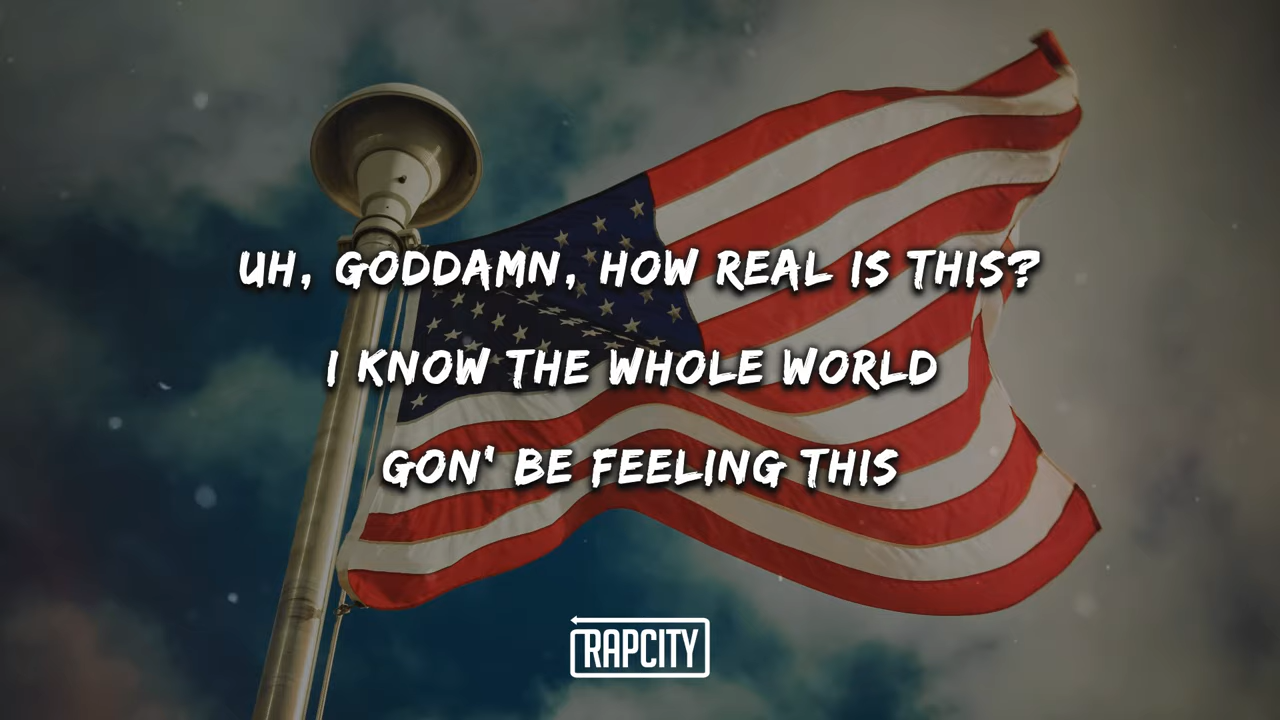 UH, GODDAMN, HOW REAL IS THIS?
I KNOW THE WHOLE WORLD
GON' BE FEELING THIS
RAPCITY